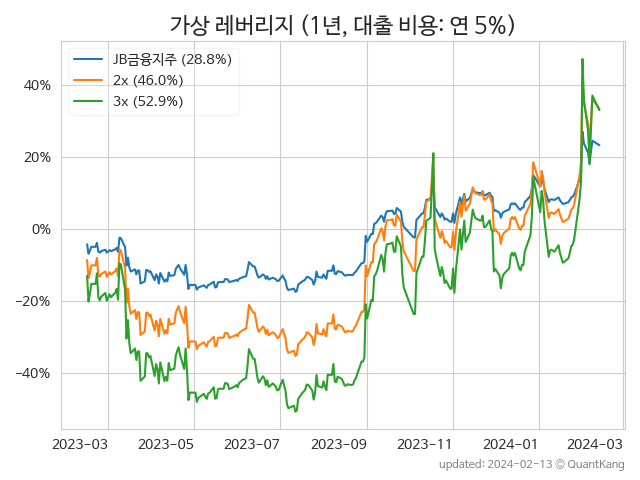 가상 레버리지 (1년, 대출 비용: 연 5%)
JB금융지주 (28.8%)
2x (46.0%)
3x (52.9%)
40%
20%
0%
−20%
−40%
2023-03 2023-05 2023-07 2023-09 2023-11 2024-01 2024-03
updated: 2024-02-13 © QuantKang